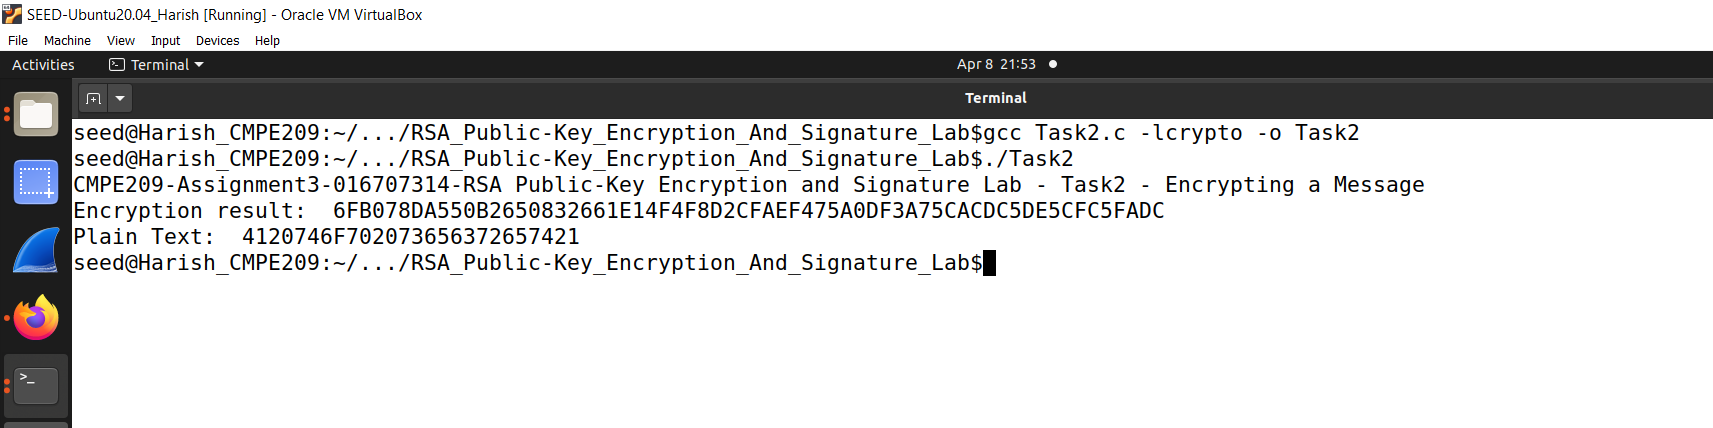 SEED-Ubuntu20.04_Harish [Running] - Oracle VM VirtualBox
File Machine View Input Devices Help
Activities Terminal Apr 8 21:53
Terminal
seed@Harish_CMPE209:~/.../RSA_Public-Key_Encryption_And_Signature_Lab$gcc Task2.c -lcrypto -o Task2
seed@Harish_CMPE209:~/.../RSA_Public-Key_Encryption_And_Signature_Lab$./Task2
CMPE209-Assignment3-016707314-RSA Public-Key Encryption and Signature Lab - Task2 - Encrypting a Message
Encryption result:  6FB078DA550B2650832661E14F4F8D2CFAEF475A0DF3A75CACDC5DE5CFC5FADC
Plain Text:  4120746F702073656372657421
seed@Harish_CMPE209:~/.../RSA_Public-Key_Encryption_And_Signature_Lab$
>_